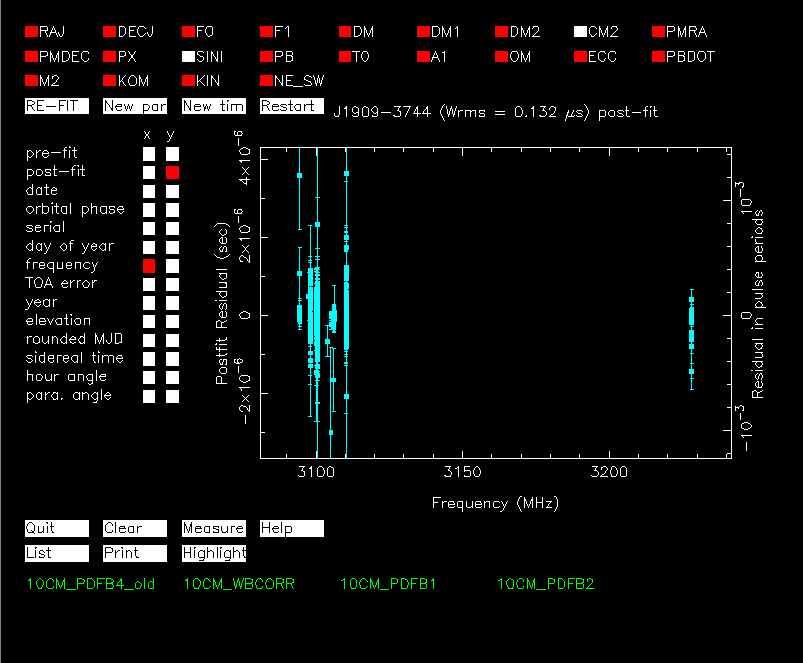 RAJ DECJ F0 F1 DM DM1 DM2 CM2 PMRA
PMDEC PX SINI PB T0 A1 OM ECC PBDOT
M2 KOM KIN NE_SW
RE-FIT New par New tim Restart
J1909-3744 (Wrms = 0.132 μs) post-fit
x y
pre-fit
post-fit
date
orbital phase
serial
day of year
frequency
TOA error
year
elevation
rounded MJD
sidereal time
hour angle
para. angle
Postfit Residual (sec)
4×10⁻⁶
2×10⁻⁶
0
−2×10⁻⁶
10⁻³
0
−10⁻³
Residual in pulse periods
3100 3150 3200
Frequency (MHz)
Quit Clear Measure Help
List Print Highlight
10CM_PDFB4_old 10CM_WBCORR 10CM_PDFB1 10CM_PDFB2